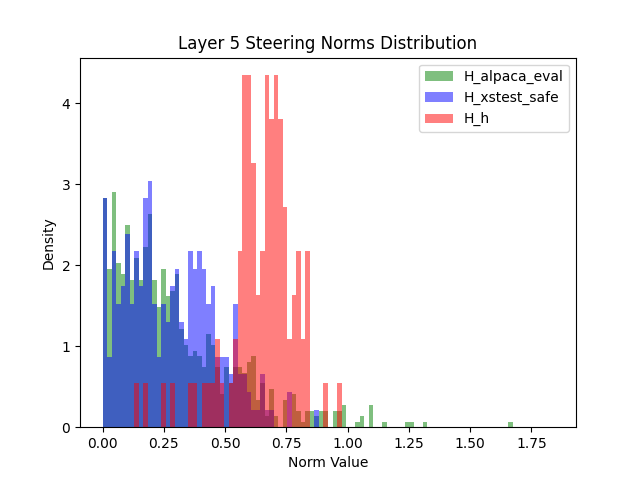 Layer 5 Steering Norms Distribution
H_alpaca_eval
H_xstest_safe
H_h
4
3
2
1
0
Density
0.00 0.25 0.50 0.75 1.00 1.25 1.50 1.75
Norm Value